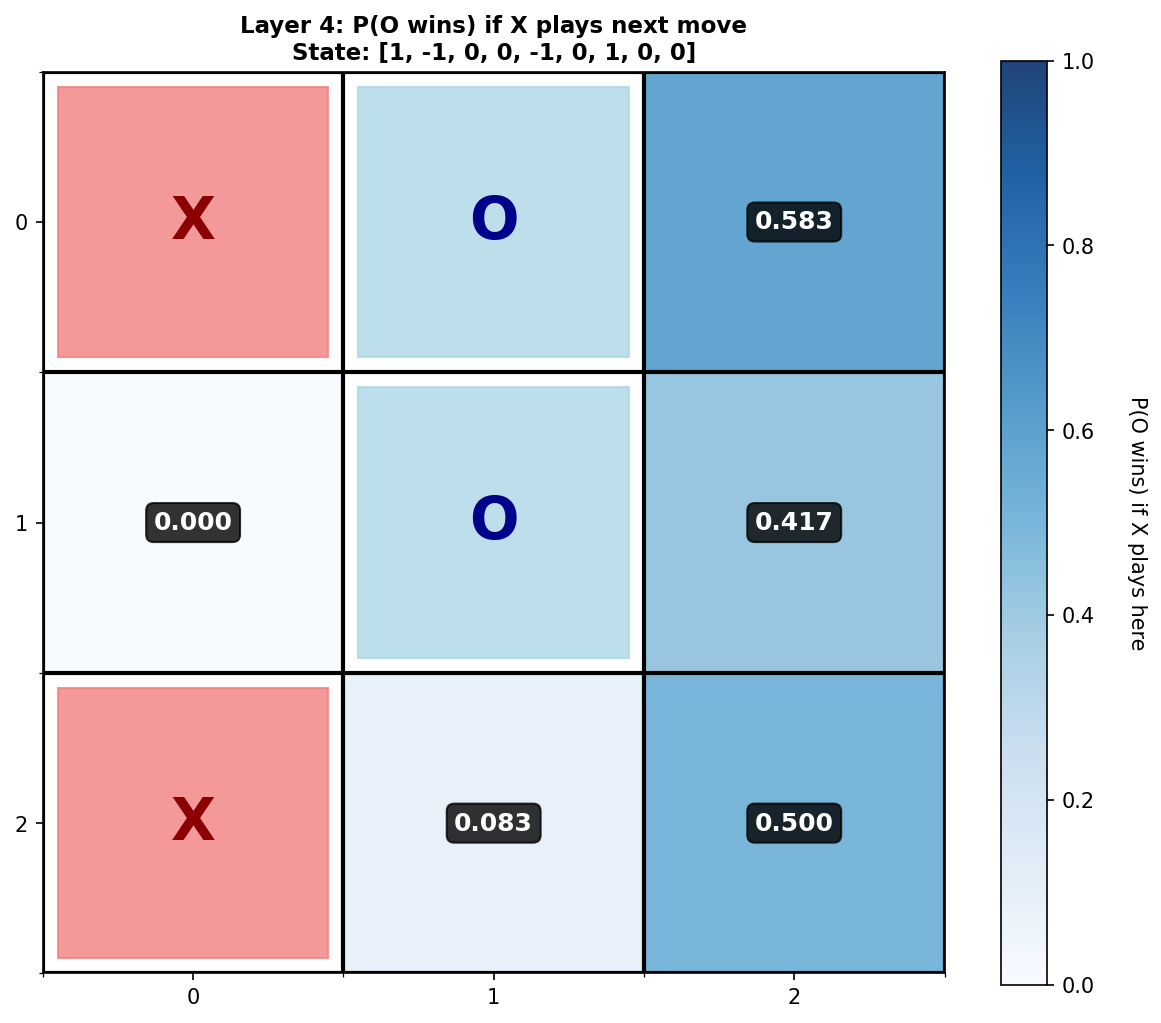 Layer 4: P(O wins) if X plays next move
State: [1, -1, 0, 0, -1, 0, 1, 0, 0]
0
X
O
0.583
1
0.000
O
0.417
2
X
0.083
0.500
0
1
2
1.0
0.8
0.6
0.4
0.2
0.0
P(O wins) if X plays here